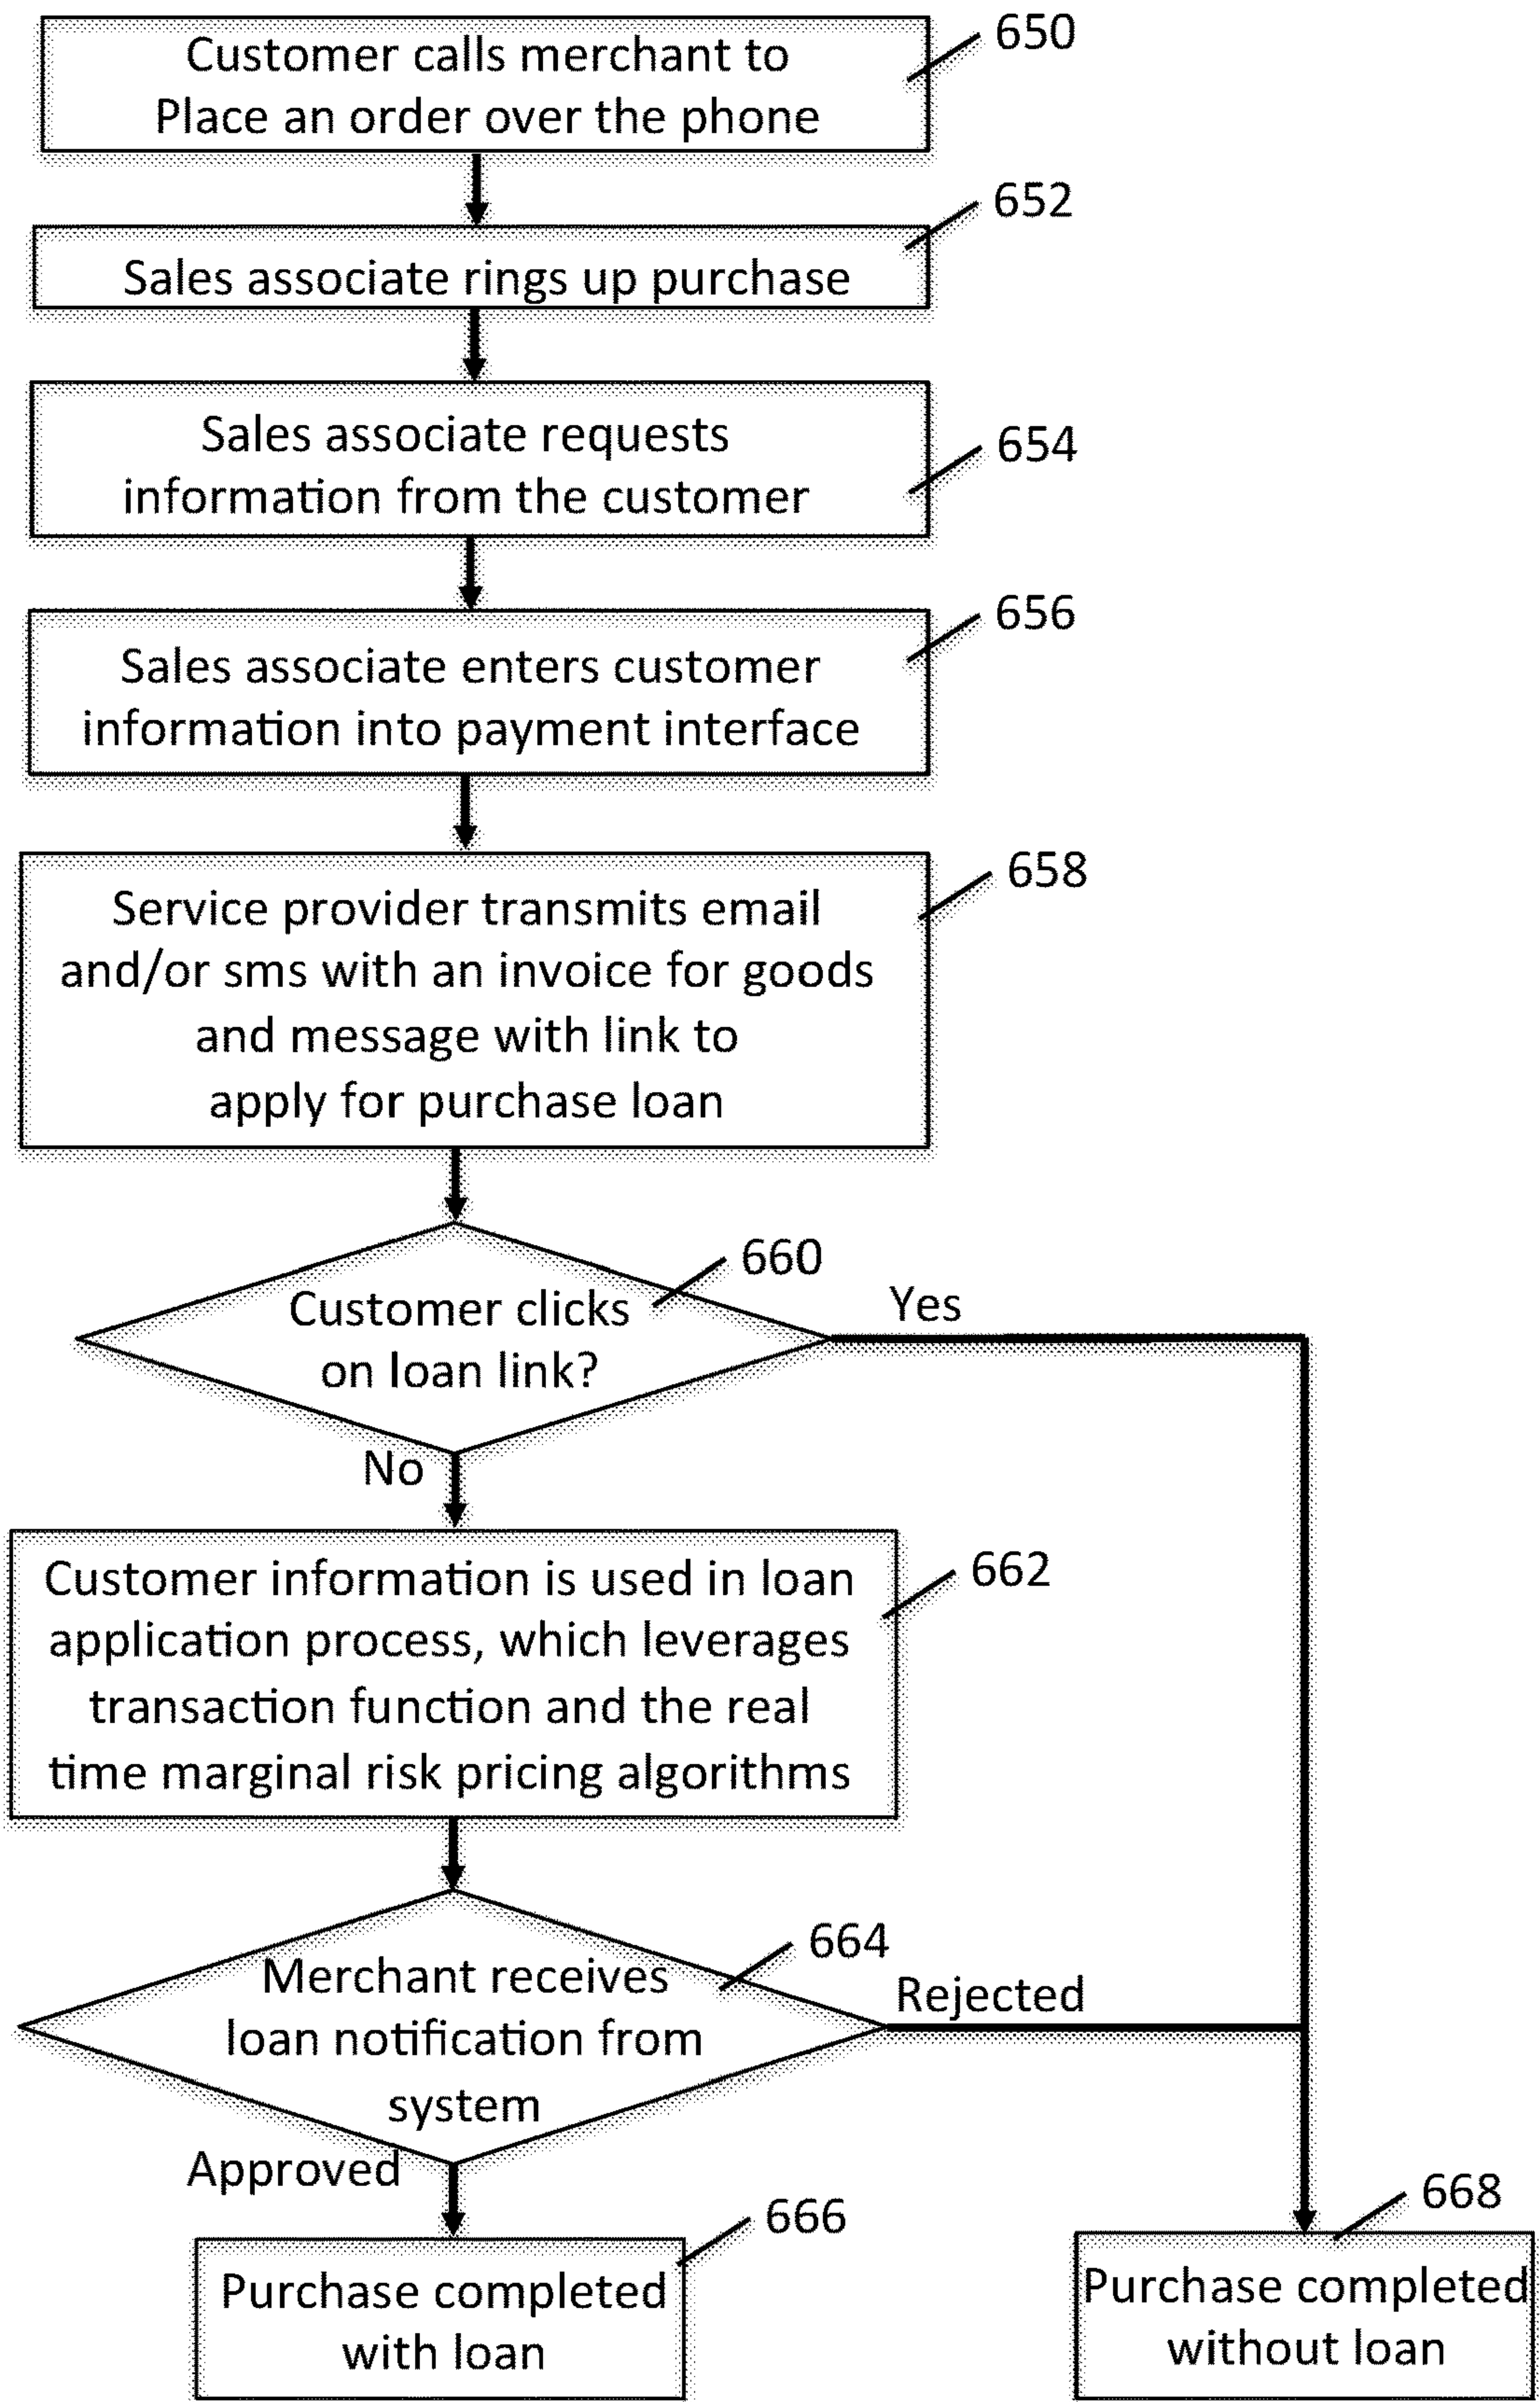 650
Customer calls merchant to
Place an order over the phone
652
Sales associate rings up purchase
654
Sales associate requests
information from the customer
656
Sales associate enters customer
information into payment interface
658
Service provider transmits email
and/or sms with an invoice for goods
and message with link to
apply for purchase loan
660
Customer clicks
on loan link?
Yes
No
662
Customer information is used in loan
application process, which leverages
transaction function and the real
time marginal risk pricing algorithms
664
Merchant receives
loan notification from
system
Rejected
Approved
666
Purchase completed
with loan
668
Purchase completed
without loan